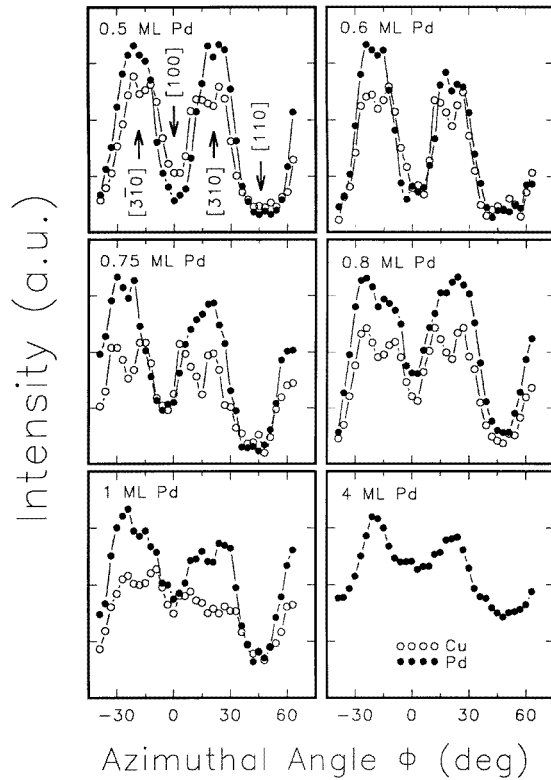 0.5 ML Pd
[100]
[110]
[3̄10]
[310]
0.6 ML Pd
0.75 ML Pd
0.8 ML Pd
1 ML Pd
4 ML Pd
Cu
Pd
-30 0 30 60
-30 0 30 60
Intensity (a.u.)
Azimuthal Angle Φ (deg)